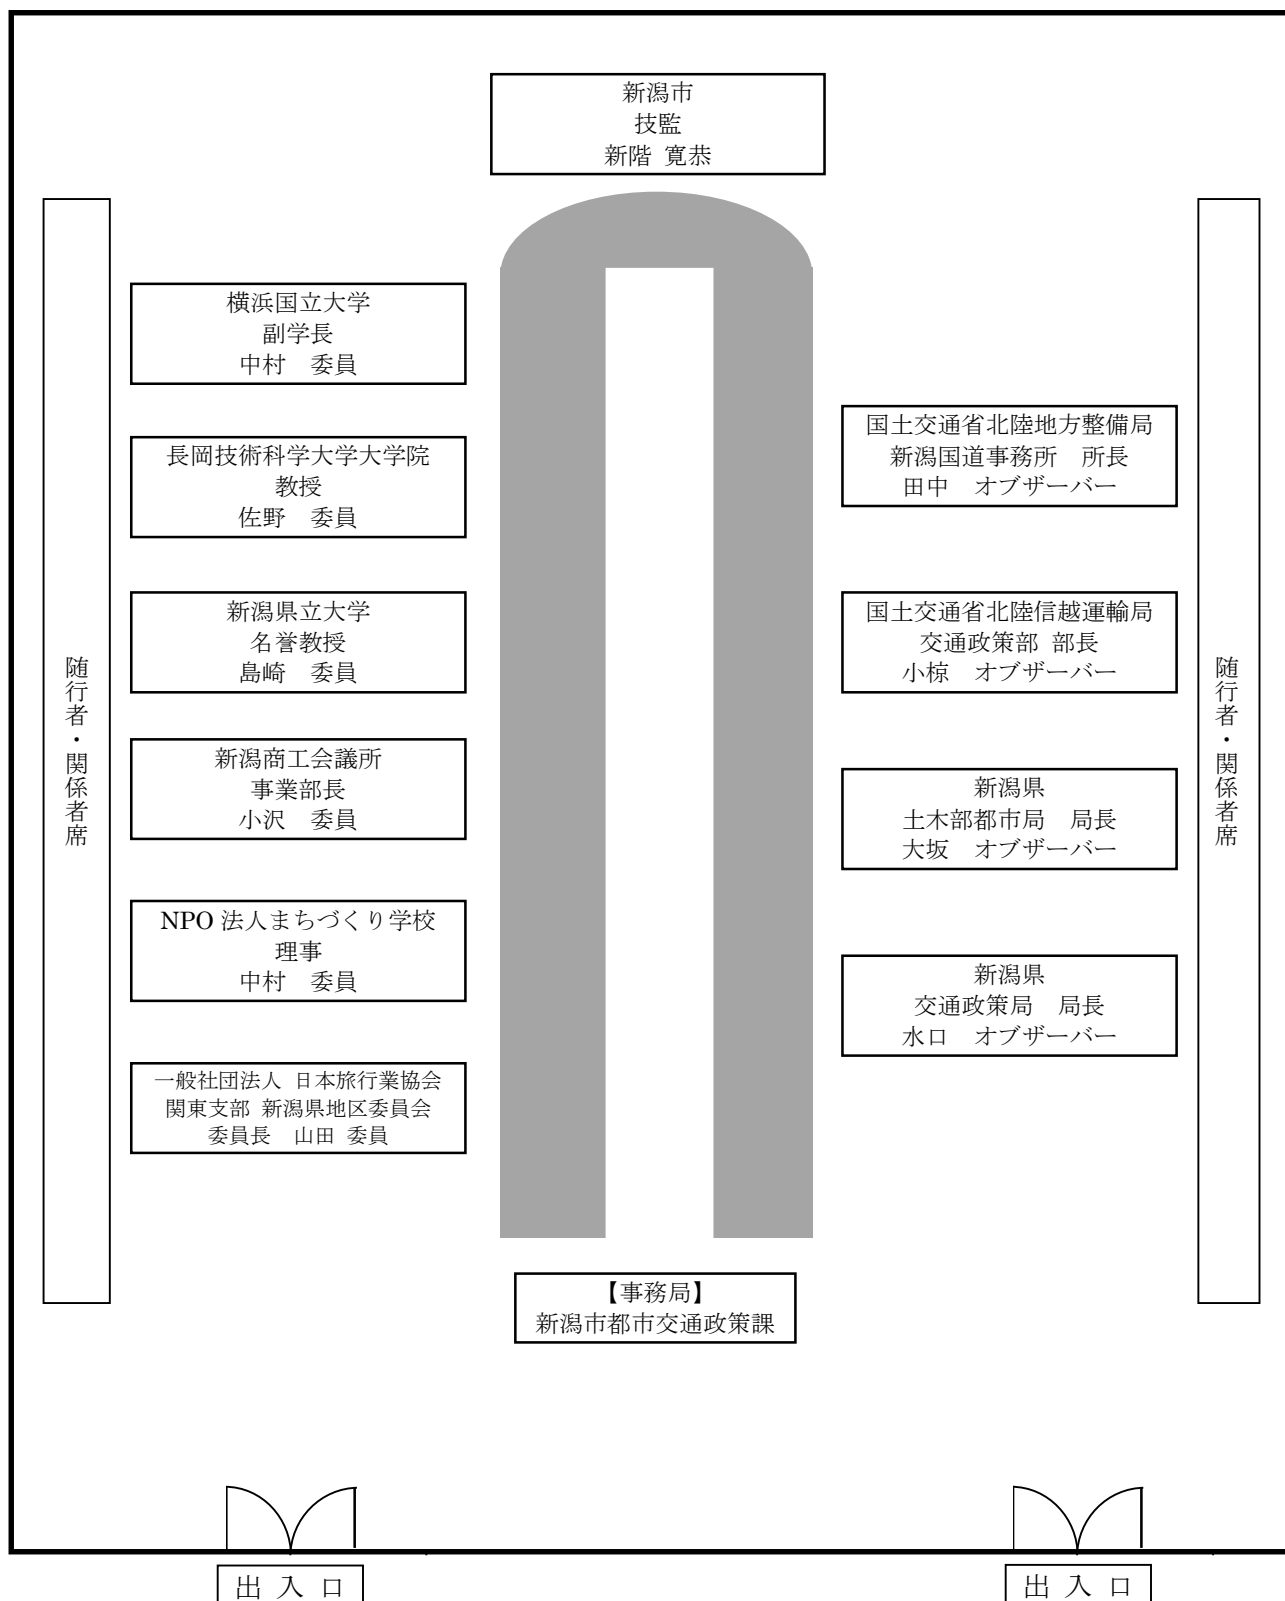 新潟市
技監
新階 寛恭
横浜国立大学
副学長
中村　委員
長岡技術科学大学大学院
教授
佐野　委員
新潟県立大学
名誉教授
島崎　委員
新潟商工会議所
事業部長
小沢　委員
NPO 法人まちづくり学校
理事
中村　委員
一般社団法人 日本旅行業協会
関東支部 新潟県地区委員会
委員長　山田 委員
国土交通省北陸地方整備局
新潟国道事務所　所長
田中　オブザーバー
国土交通省北陸信越運輸局
交通政策部 部長
小椋　オブザーバー
新潟県
土木部都市局　局長
大坂　オブザーバー
新潟県
交通政策局　局長
水口　オブザーバー
随行者・関係者席
随行者・関係者席
【事務局】
新潟市都市交通政策課
出 入 口
出 入 口